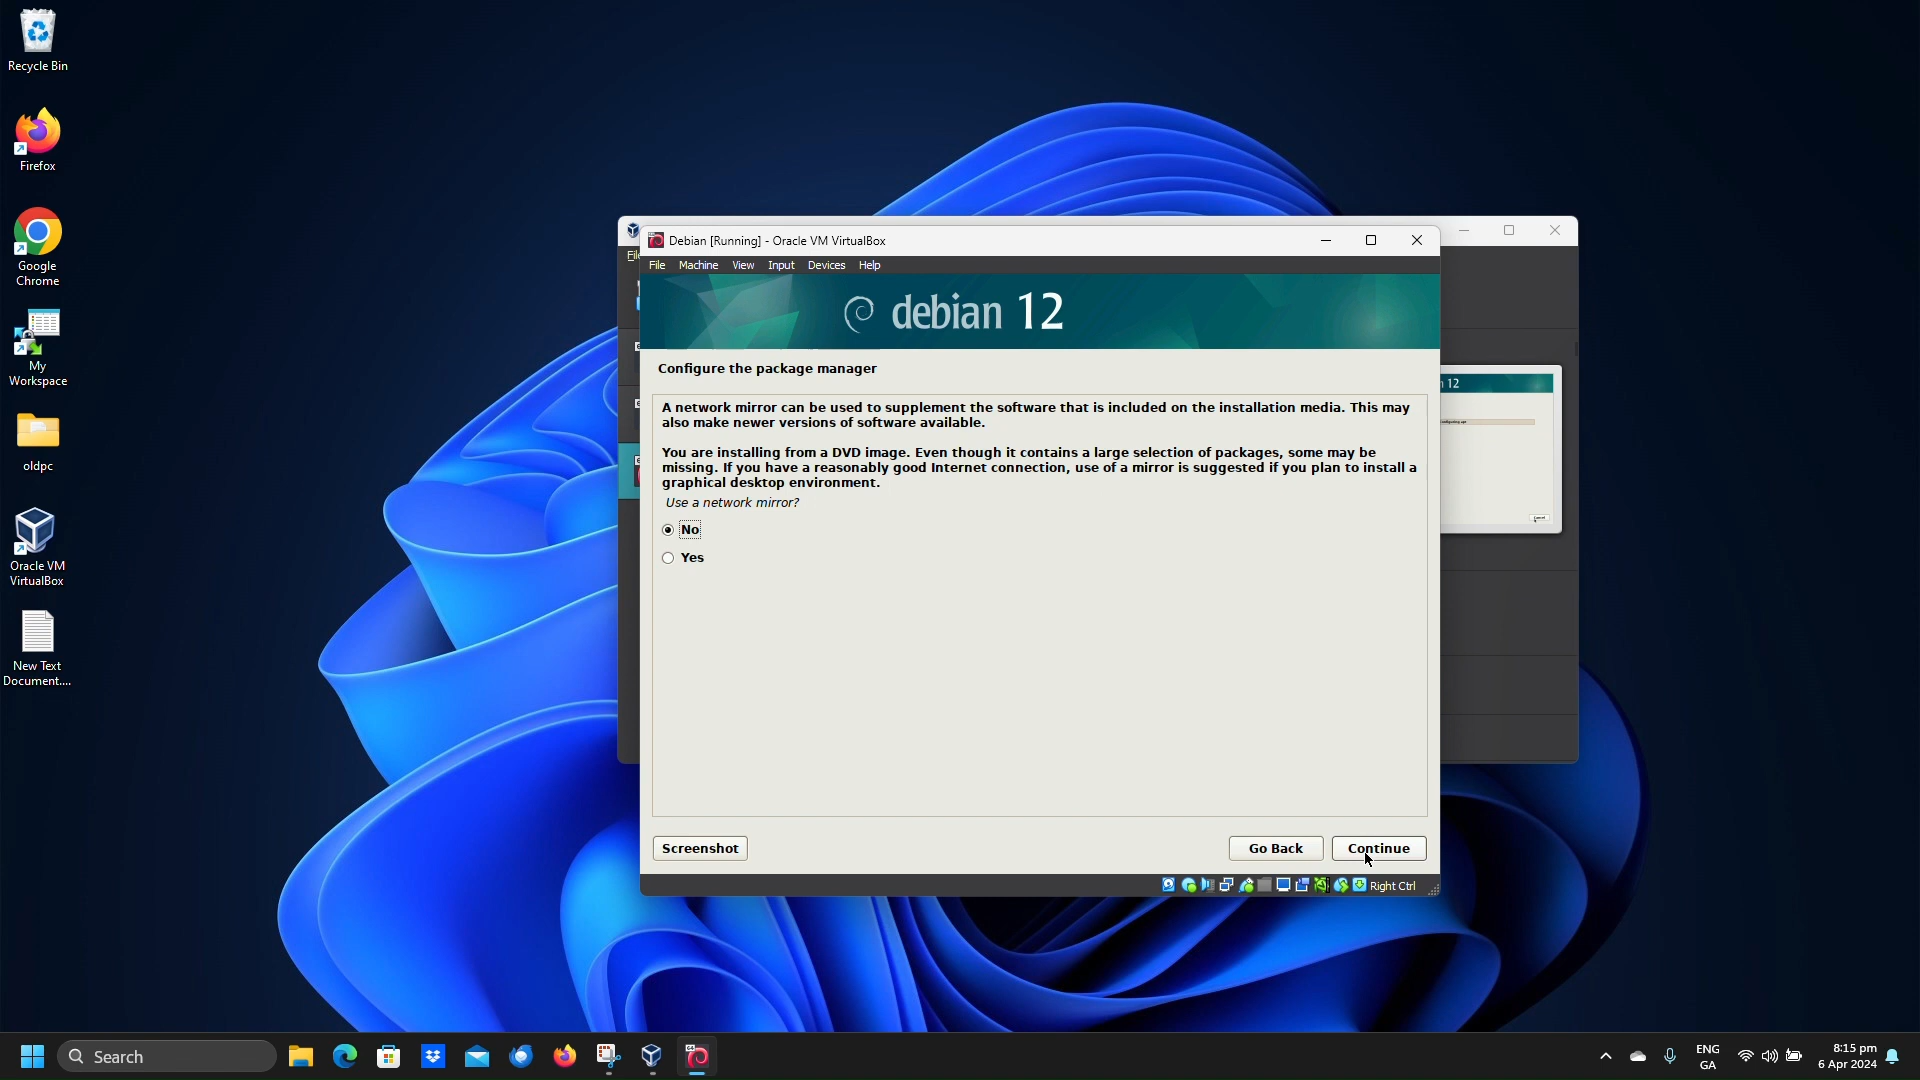 Recycle Bin
Firefox
Google
Chrome
My
Workspace
oldpc
Oracle VM
VirtualBox
New Text
Document....
Debian [Running] - Oracle VM VirtualBox
File Machine View Input Devices Help
debian 12
Configure the package manager
A network mirror can be used to supplement the software that is included on the installation media. This may
also make newer versions of software available.
You are installing from a DVD image. Even though it contains a large selection of packages, some may be
missing. If you have a reasonably good Internet connection, use of a mirror is suggested if you plan to install a
graphical desktop environment.
Use a network mirror?
No
Yes
Screenshot
Go Back
Continue
Right Ctrl
12
Search
ENG
GA
8:15 pm
6 Apr 2024